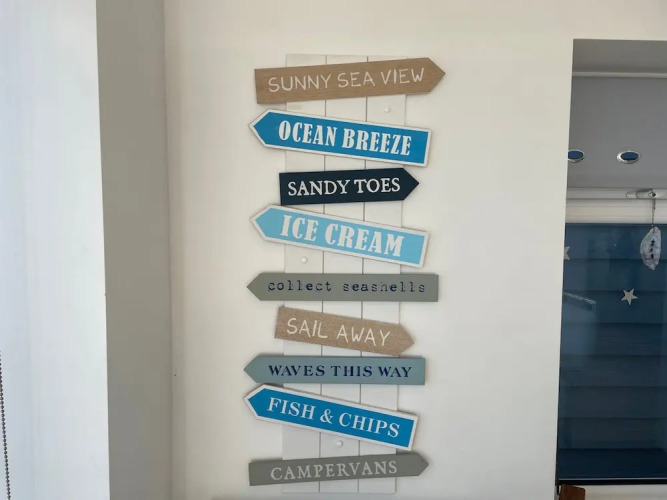 SUNNY SEA VIEW
OCEAN BREEZE
SANDY TOES
ICE CREAM
collect seashells
SAIL AWAY
WAVES THIS WAY
FISH & CHIPS
CAMPERVANS